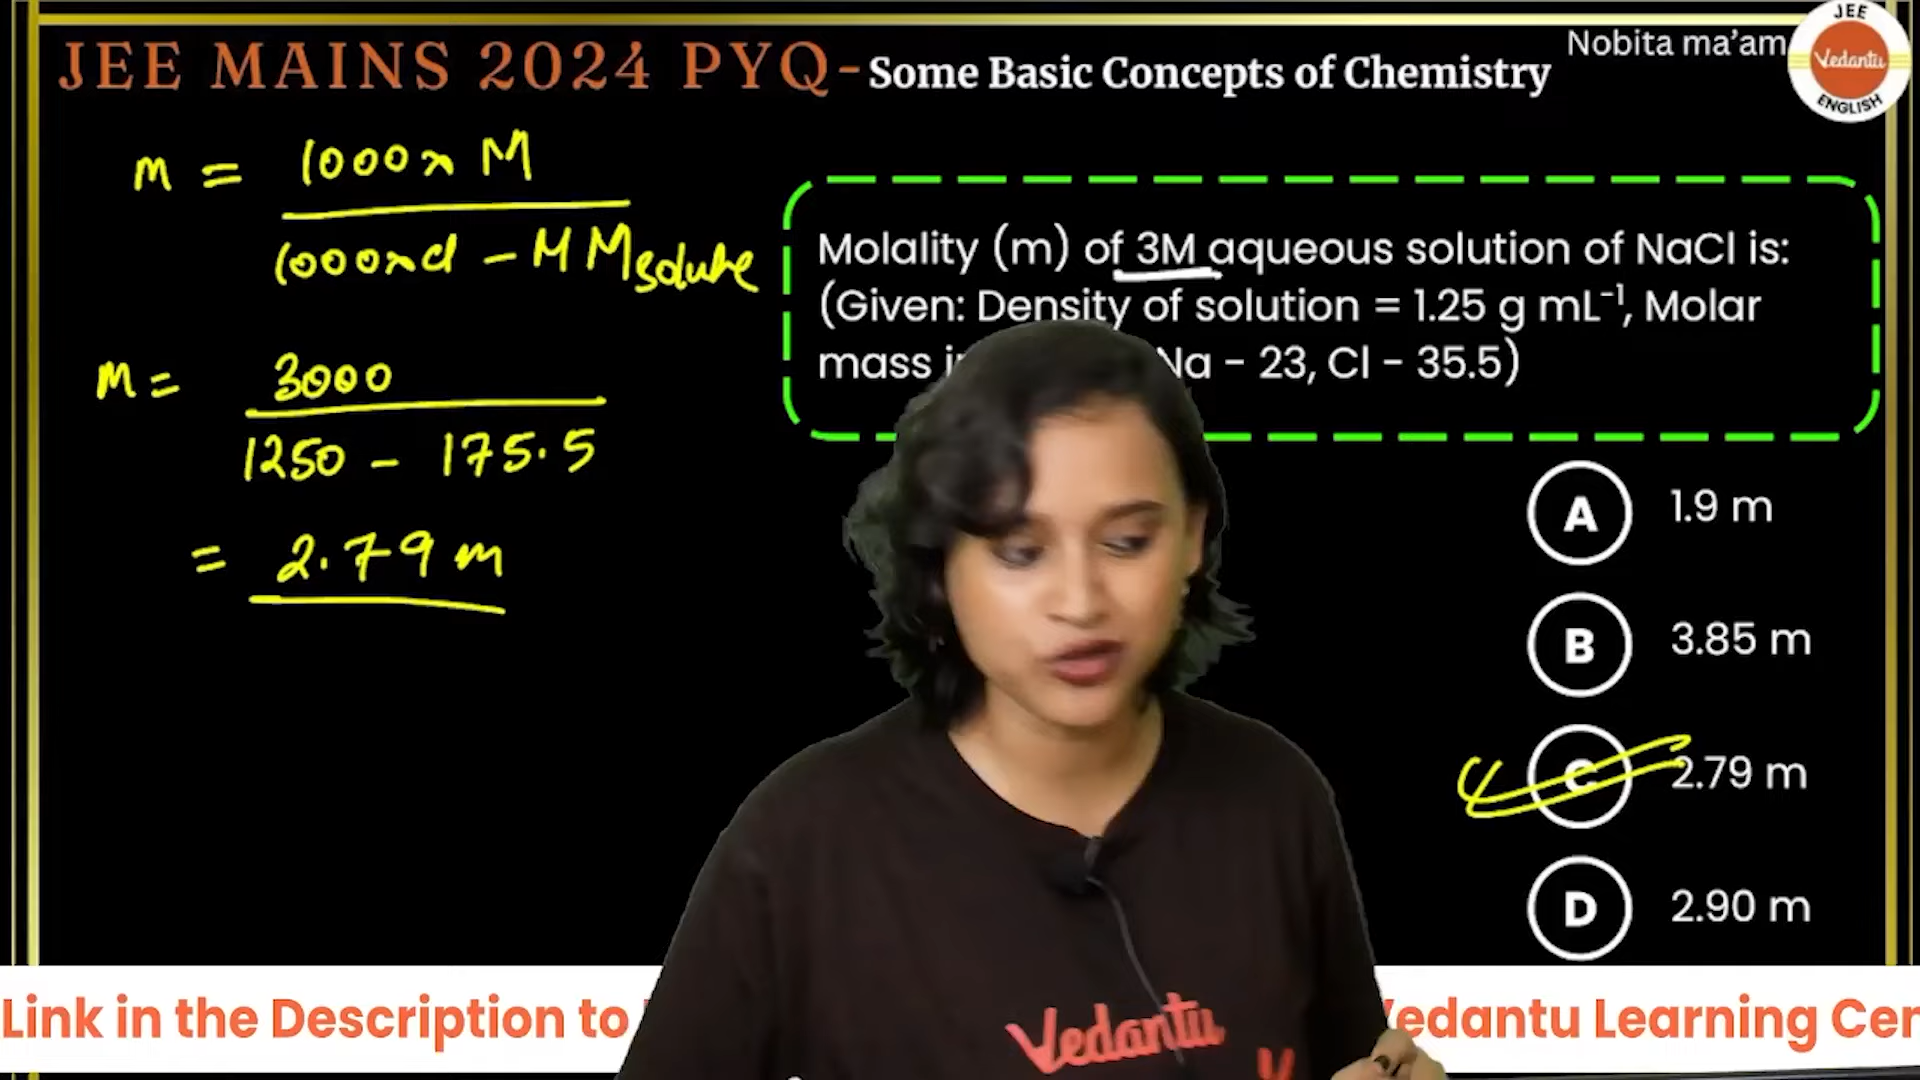 JEE MAINS 2024 PYQ- Some Basic Concepts of Chemistry
Nobita ma'am
JEE
Vedantu
ENGLISH
m = 1000 × M
1000×d - M Msolute
m = 3000
1250 - 175.5
= 2.79 m
Molality (m) of 3M aqueous solution of NaCl is:
(Given: Density of solution = 1.25 g mL⁻¹, Molar
mass Na - 23, Cl - 35.5)
A 1.9 m
B 3.85 m
C 2.79 m
D 2.90 m
Link in the Description to
Vedantu Learning
Vedantu
V